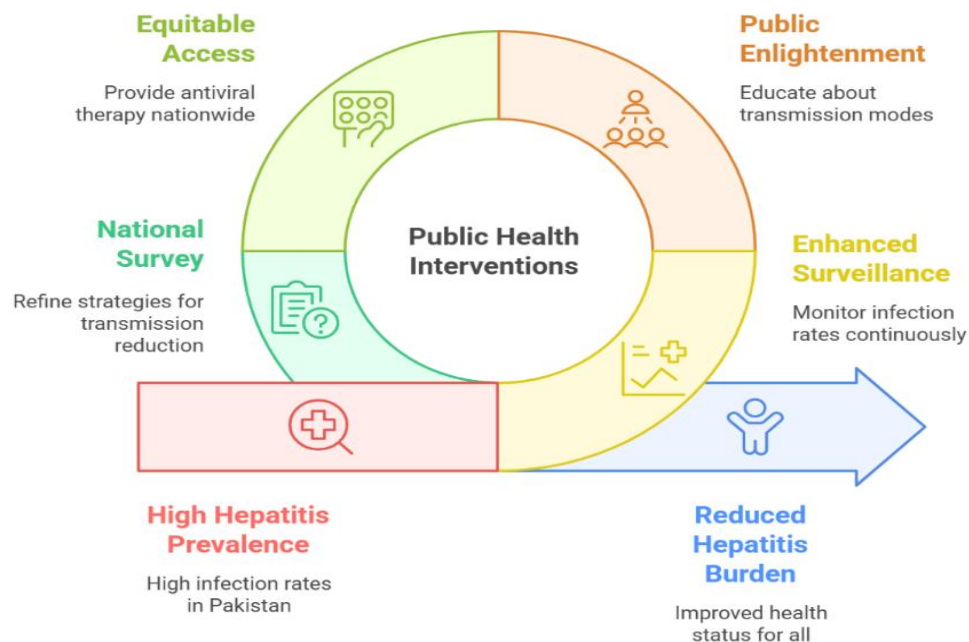 Equitable
Access
Provide antiviral
therapy nationwide
Public
Enlightenment
Educate about
transmission modes
National
Survey
Refine strategies for
transmission
reduction
Public Health
Interventions
Enhanced
Surveillance
Monitor infection
rates continuously
High Hepatitis
Prevalence
High infection rates
in Pakistan
Reduced
Hepatitis
Burden
Improved health
status for all